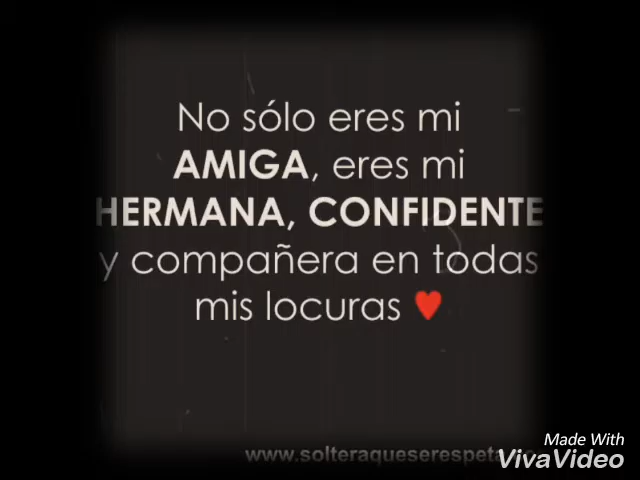 No sólo eres mi
AMIGA, eres mi
HERMANA, CONFIDENTE
y compañera en todas
mis locuras ♥
Made With
VivaVideo